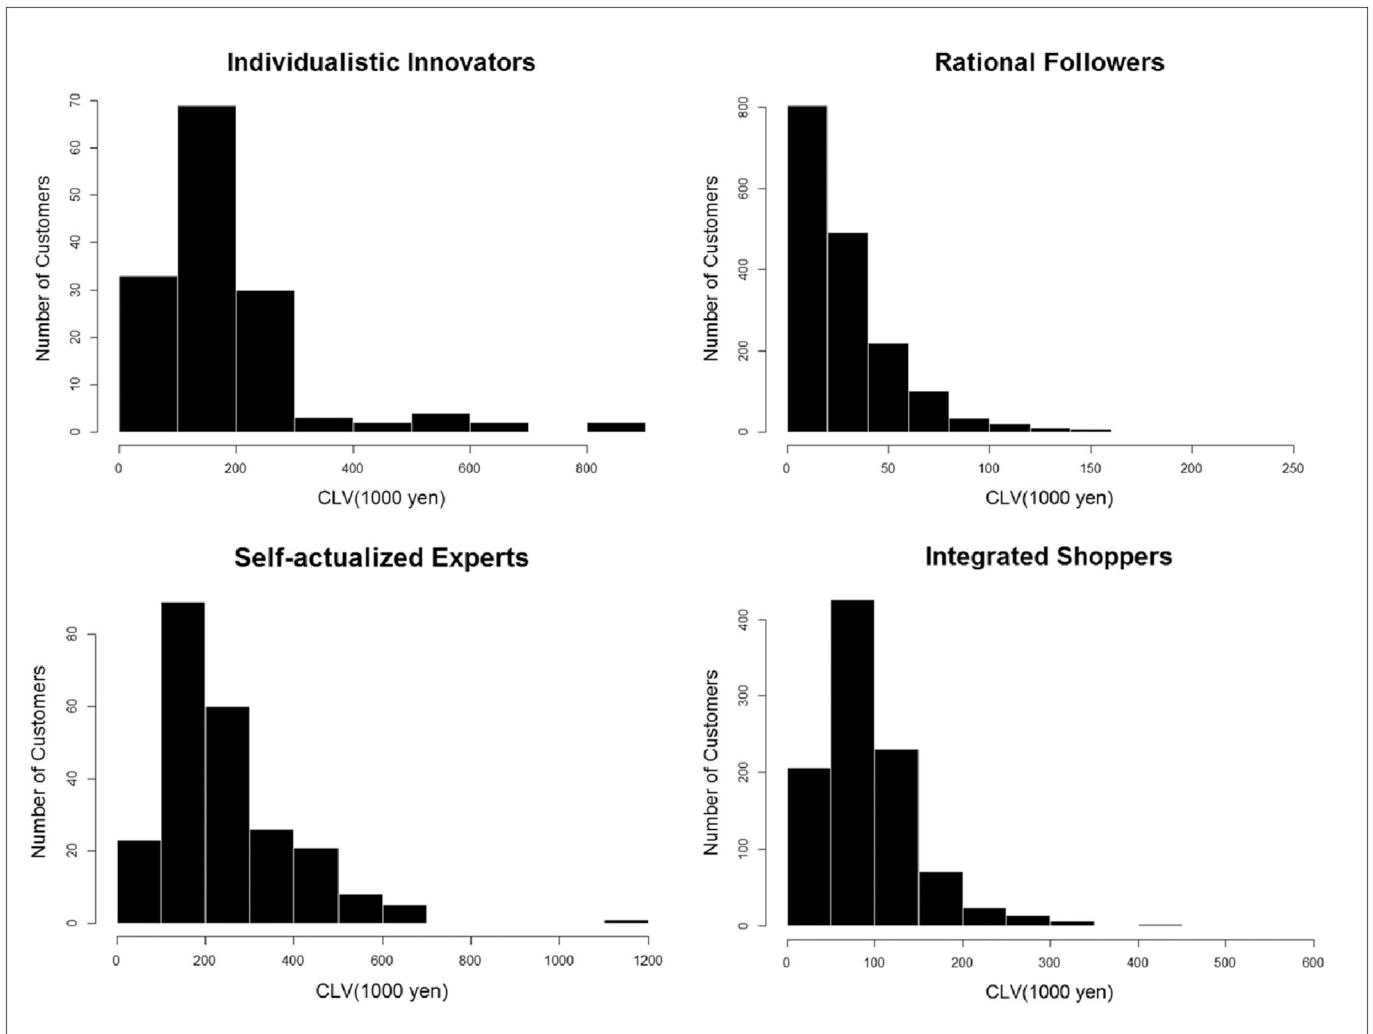 Individualistic Innovators
Number of Customers
70
60
50
40
30
20
10
0
0 200 400 600 800
CLV(1000 yen)
Rational Followers
Number of Customers
800
600
400
200
0
0 50 100 150 200 250
CLV(1000 yen)
Self-actualized Experts
Number of Customers
80
60
40
20
0
0 200 400 600 800 1000 1200
CLV(1000 yen)
Integrated Shoppers
Number of Customers
400
300
200
100
0
0 100 200 300 400 500 600
CLV(1000 yen)